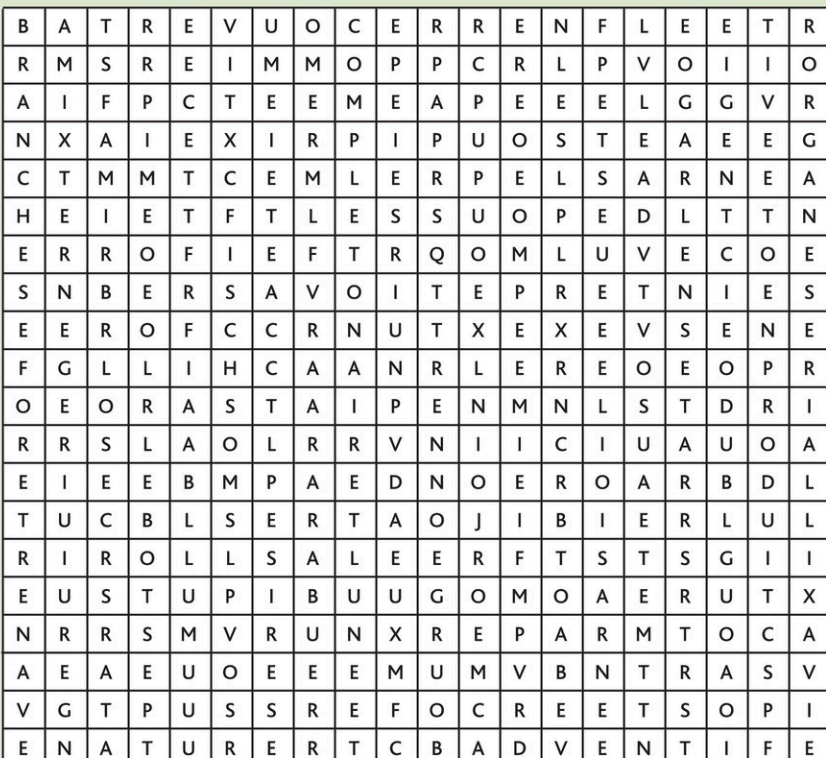 B A T R E V U O C E R R E N F L E E T R
R M S R E I M M O P P C R L P V O I I O
A I F P C T E E M E A P E E E L G G V R
N X A I E X I R P I P U O S T E A E E G
C T M M T C E M L E R P E L S A R N E A
H E I E T F T L E S S U O P E D L T T N
E R R O F I E F T R Q O M L U V E C O E
S N B E R S A V O I T E P R E T N I E S
E E R O F C C R N U T X E X E V S E N E
F G L L I H C A A N R L E R E O E O P R
O E O R A S T A I P E N M N L S T D R I
R R S L A O L R R V N I I C I U A U O A
E I E E B M P A E D N O E R O A R B D L
T U C B L S E R T A O J I B I E R L U L
R I R O L L S A L E E R F T S T S G I I
E U S T U P I B U U G O M O A E R U T X
N R R S M V R U N X R E P A R M T O C A
A E A E U O E E E M U M V B N T R A S V
V G T P U S S R E F O C R E E T S O P I
E N A T U R E R T C B A D V E N T I F E